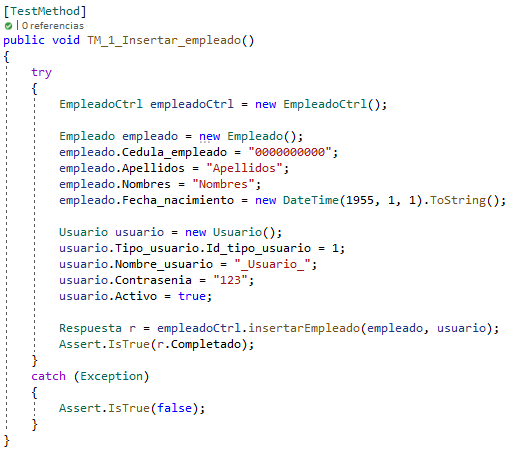 [TestMethod]
| 0 referencias
public void TM_1_Insertar_empleado()
{
try
{
EmpleadoCtrl empleadoCtrl = new EmpleadoCtrl();
Empleado empleado = new Empleado();
empleado.Cedula_empleado = "0000000000";
empleado.Apellidos = "Apellidos";
empleado.Nombres = "Nombres";
empleado.Fecha_nacimiento = new DateTime(1955, 1, 1).ToString();
Usuario usuario = new Usuario();
usuario.Tipo_usuario.Id_tipo_usuario = 1;
usuario.Nombre_usuario = "_Usuario_";
usuario.Contrasenia = "123";
usuario.Activo = true;
Respuesta r = empleadoCtrl.insertarEmpleado(empleado, usuario);
Assert.IsTrue(r.Completado);
}
catch (Exception)
{
Assert.IsTrue(false);
}
}